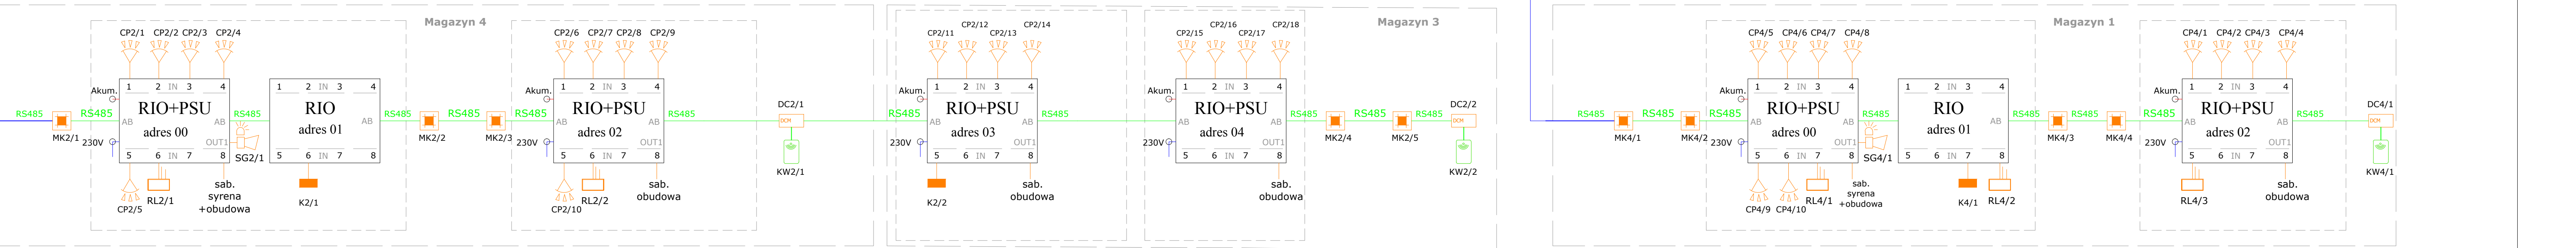 Magazyn 4
CP2/1 CP2/2 CP2/3 CP2/4
Akum.
1 2 IN 3 4
RIO+PSU
adres 00
AB
OUT1
5 6 IN 7 8
230V
RS485
MK2/1
RS485
RS485
SG2/1
CP2/5
RL2/1
sab.
syrena
+obudowa
1 2 IN 3 4
RIO
adres 01
AB
5 6 IN 7 8
K2/1
RS485
MK2/2
RS485
MK2/3
RS485
CP2/6 CP2/7 CP2/8 CP2/9
Akum.
1 2 IN 3 4
RIO+PSU
adres 02
AB
OUT1
5 6 IN 7 8
230V
CP2/10
RL2/2
sab.
obudowa
RS485
DC2/1
DCM
KW2/1
Magazyn 3
CP2/12 CP2/14
CP2/11 CP2/13
Akum.
RS485
1 2 IN 3 4
RIO+PSU
adres 03
AB
OUT1
5 6 IN 7 8
230V
K2/2
sab.
obudowa
RS485
CP2/16 CP2/18
CP2/15 CP2/17
Akum.
1 2 IN 3 4
RIO+PSU
adres 04
AB
OUT1
5 6 IN 7 8
230V
sab.
obudowa
RS485
MK2/4
RS485
MK2/5
RS485
DC2/2
DCM
KW2/2
Magazyn 1
RS485
MK4/1
RS485
MK4/2
RS485
CP4/5 CP4/6 CP4/7 CP4/8
Akum.
1 2 IN 3 4
RIO+PSU
adres 00
AB
OUT1
5 6 IN 7 8
230V
RS485
SG4/1
CP4/9 CP4/10
RL4/1
sab.
syrena
+obudowa
1 2 IN 3 4
RIO
adres 01
AB
5 6 IN 7 8
K4/1
RL4/2
RS485
MK4/3
RS485
MK4/4
RS485
CP4/1 CP4/2 CP4/3 CP4/4
Akum.
1 2 IN 3 4
RIO+PSU
adres 02
AB
OUT1
5 6 IN 7 8
230V
RL4/3
sab.
obudowa
RS485
DC4/1
DCM
KW4/1